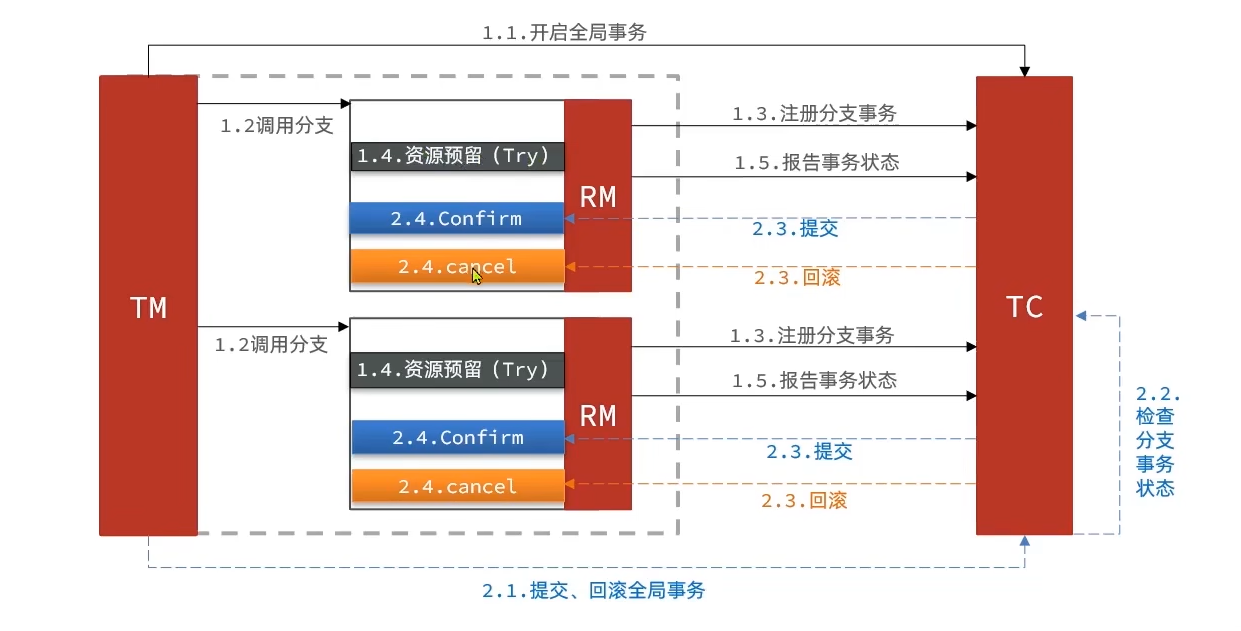 1.1.开启全局事务
TM
1.2调用分支
1.4.资源预留（Try）
2.4.Confirm
2.4.cancel
RM
1.3.注册分支事务
1.5.报告事务状态
2.3.提交
2.3.回滚
1.2调用分支
1.4.资源预留（Try）
2.4.Confirm
2.4.cancel
RM
1.3.注册分支事务
1.5.报告事务状态
2.3.提交
2.3.回滚
TC
2.2.
检查
分支
事务
状态
2.1.提交、回滚全局事务